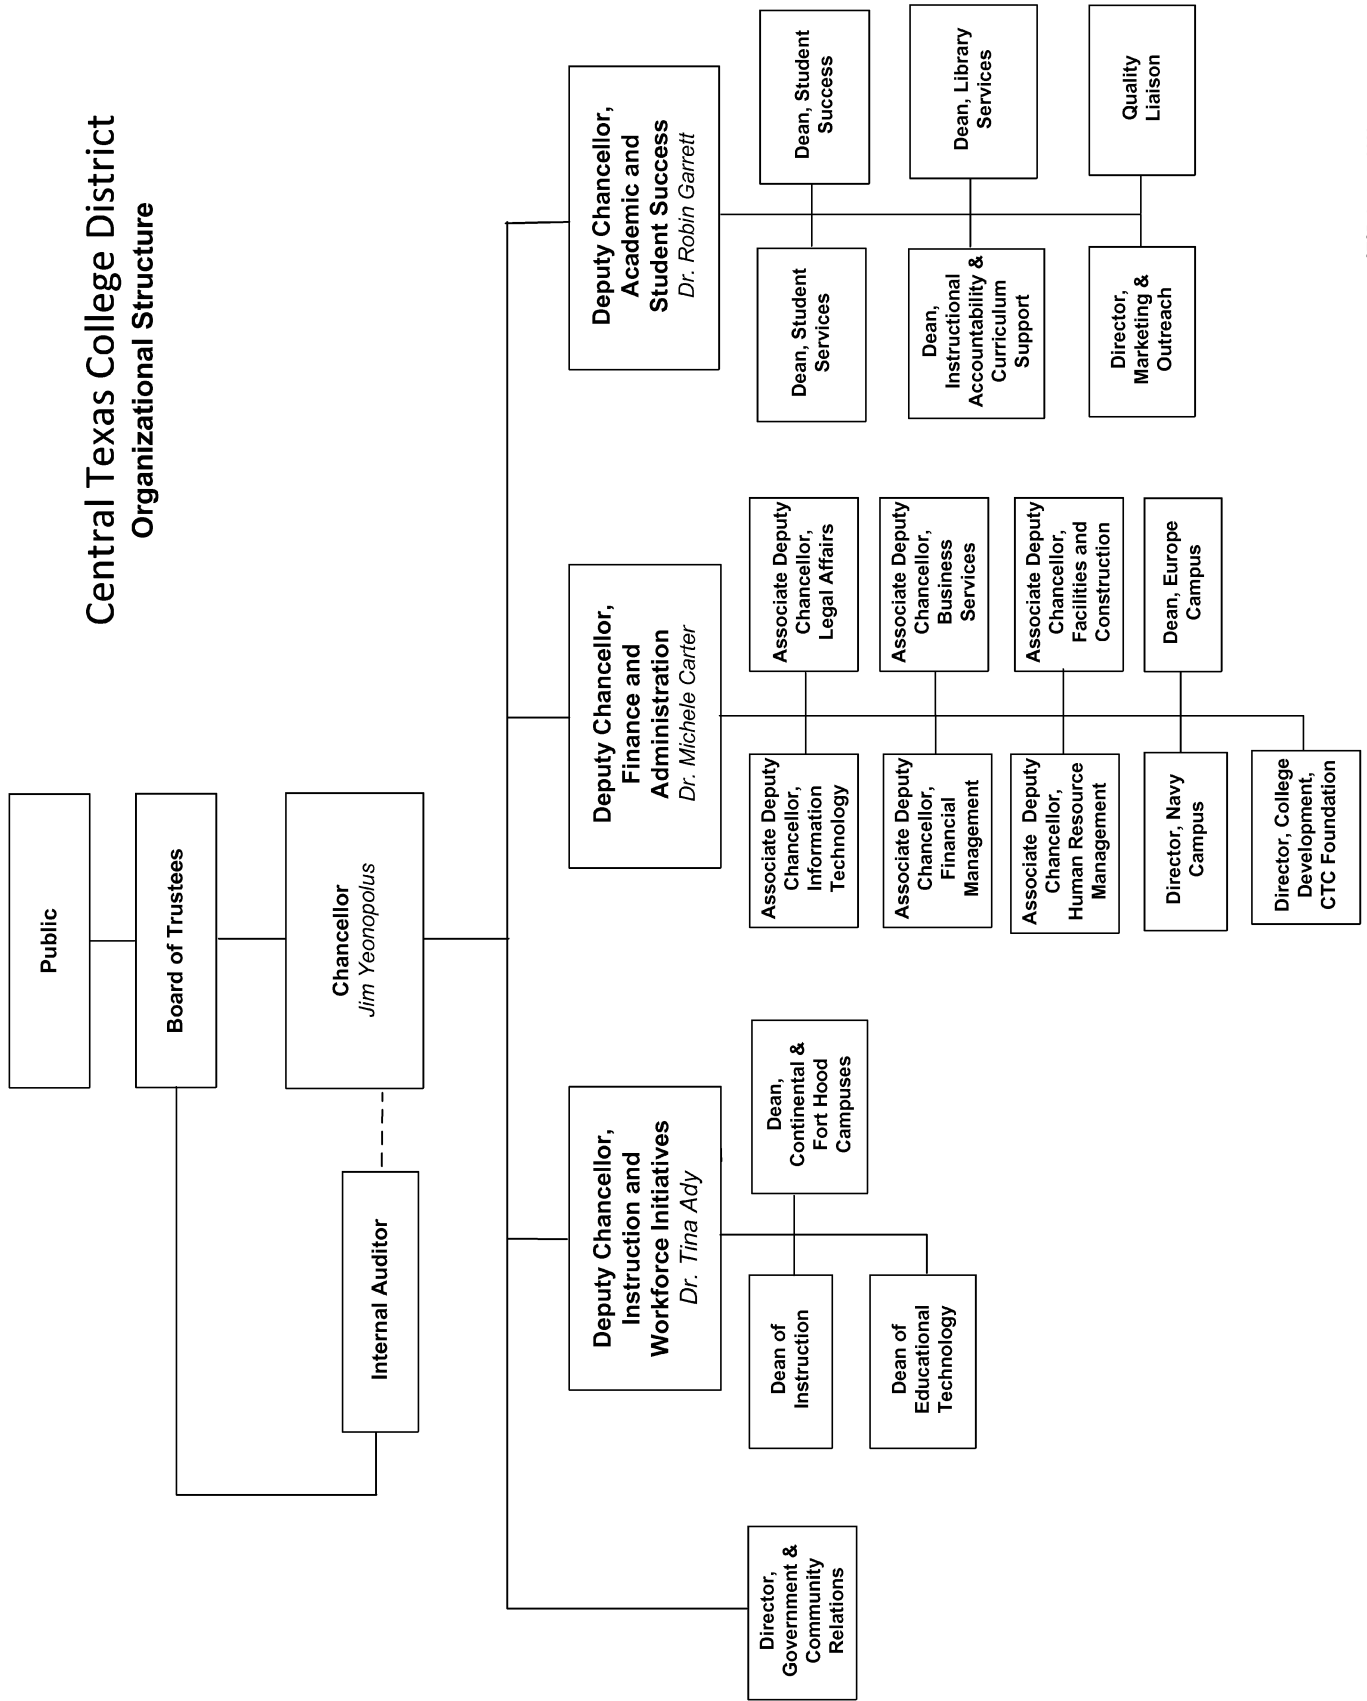 Central Texas College District
Organizational Structure
Public
Board of Trustees
Chancellor
Jim Yeonopolus
Internal Auditor
Director,
Government &
Community
Relations
Deputy Chancellor,
Instruction and
Workforce Initiatives
Dr. Tina Ady
Dean of
Instruction
Dean,
Continental &
Fort Hood
Campuses
Dean of
Educational
Technology
Deputy Chancellor,
Finance and
Administration
Dr. Michele Carter
Associate Deputy
Chancellor,
Information
Technology
Associate Deputy
Chancellor,
Legal Affairs
Associate Deputy
Chancellor,
Financial
Management
Associate Deputy
Chancellor,
Business
Services
Associate Deputy
Chancellor,
Human Resource
Management
Associate Deputy
Chancellor,
Facilities and
Construction
Director, Navy
Campus
Dean, Europe
Campus
Director, College
Development,
CTC Foundation
Deputy Chancellor,
Academic and
Student Success
Dr. Robin Garrett
Dean, Student
Services
Dean, Student
Success
Dean,
Instructional
Accountability &
Curriculum
Support
Dean, Library
Services
Director,
Marketing &
Outreach
Quality
Liaison